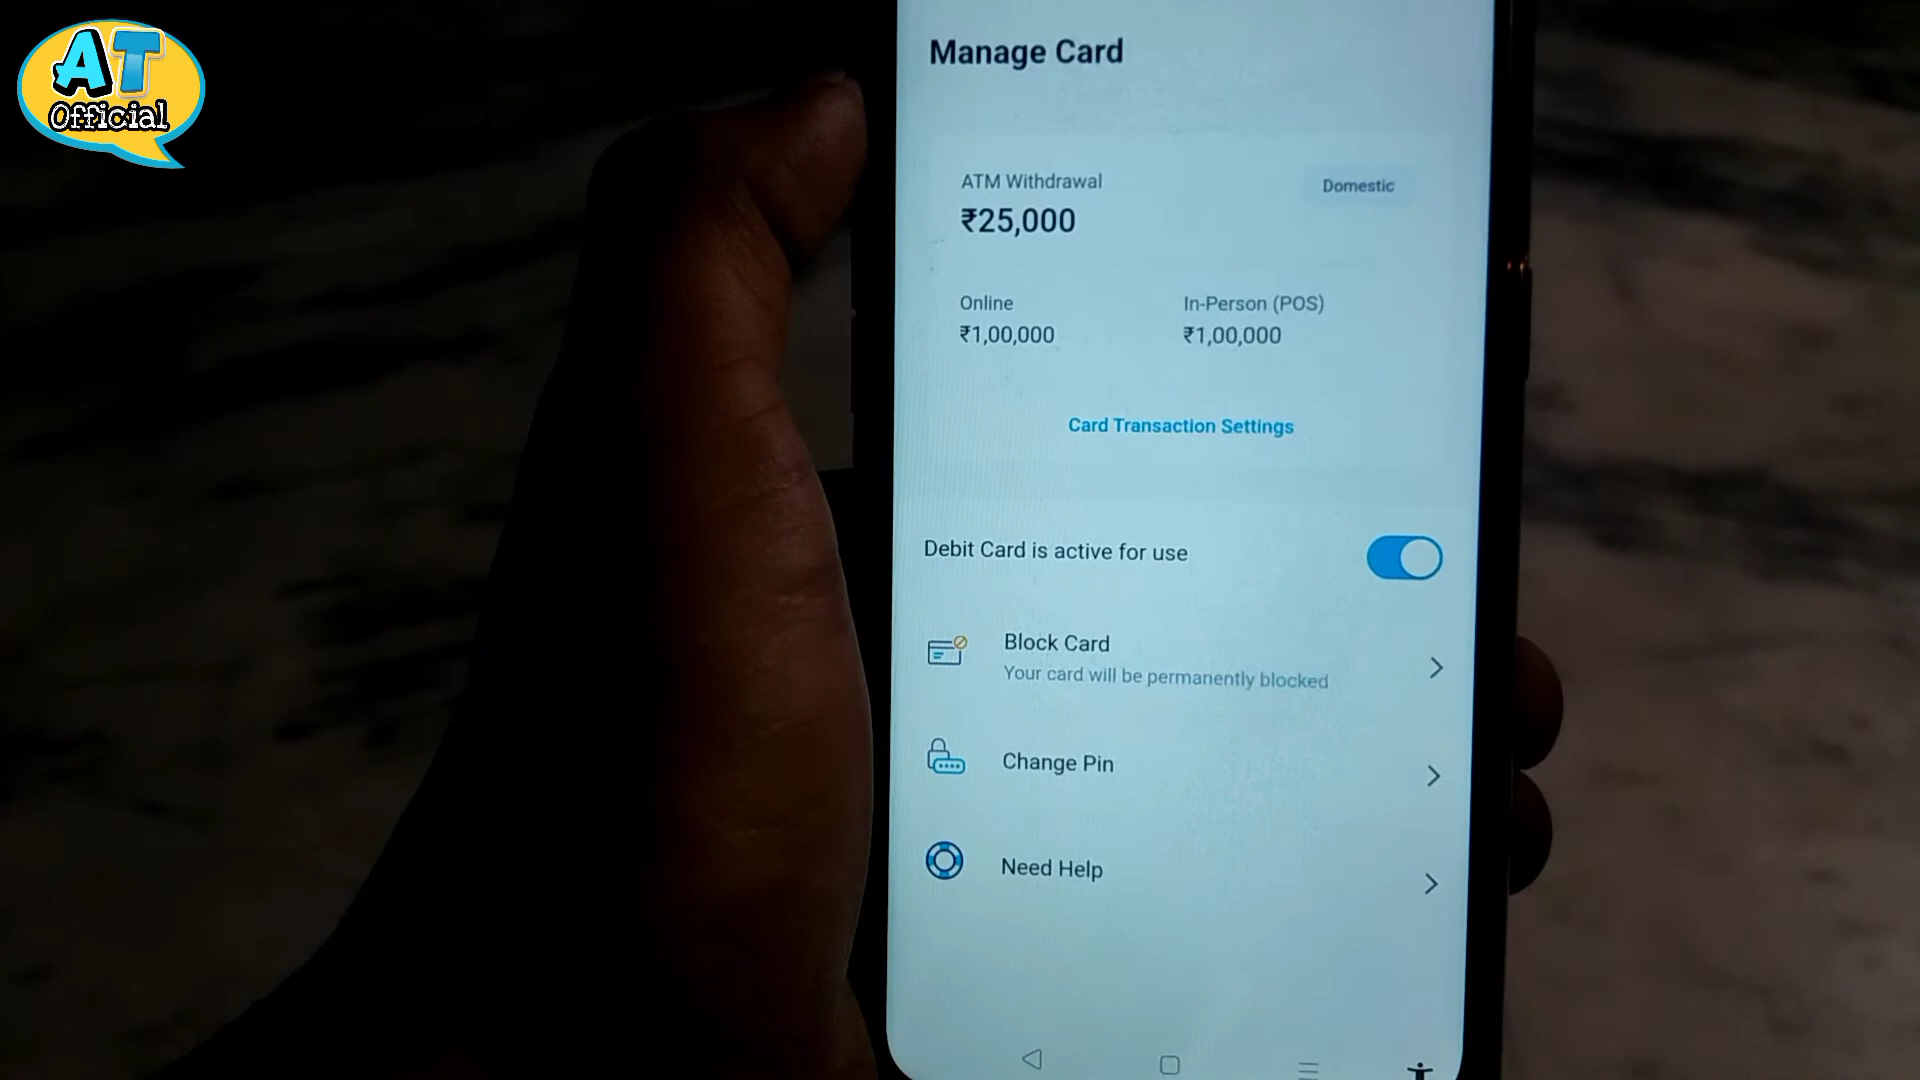 AT
Official
Manage Card
ATM Withdrawal
Domestic
₹25,000
Online
In-Person (POS)
₹1,00,000
₹1,00,000
Card Transaction Settings
Debit Card is active for use
Block Card
Your card will be permanently blocked
Change Pin
Need Help